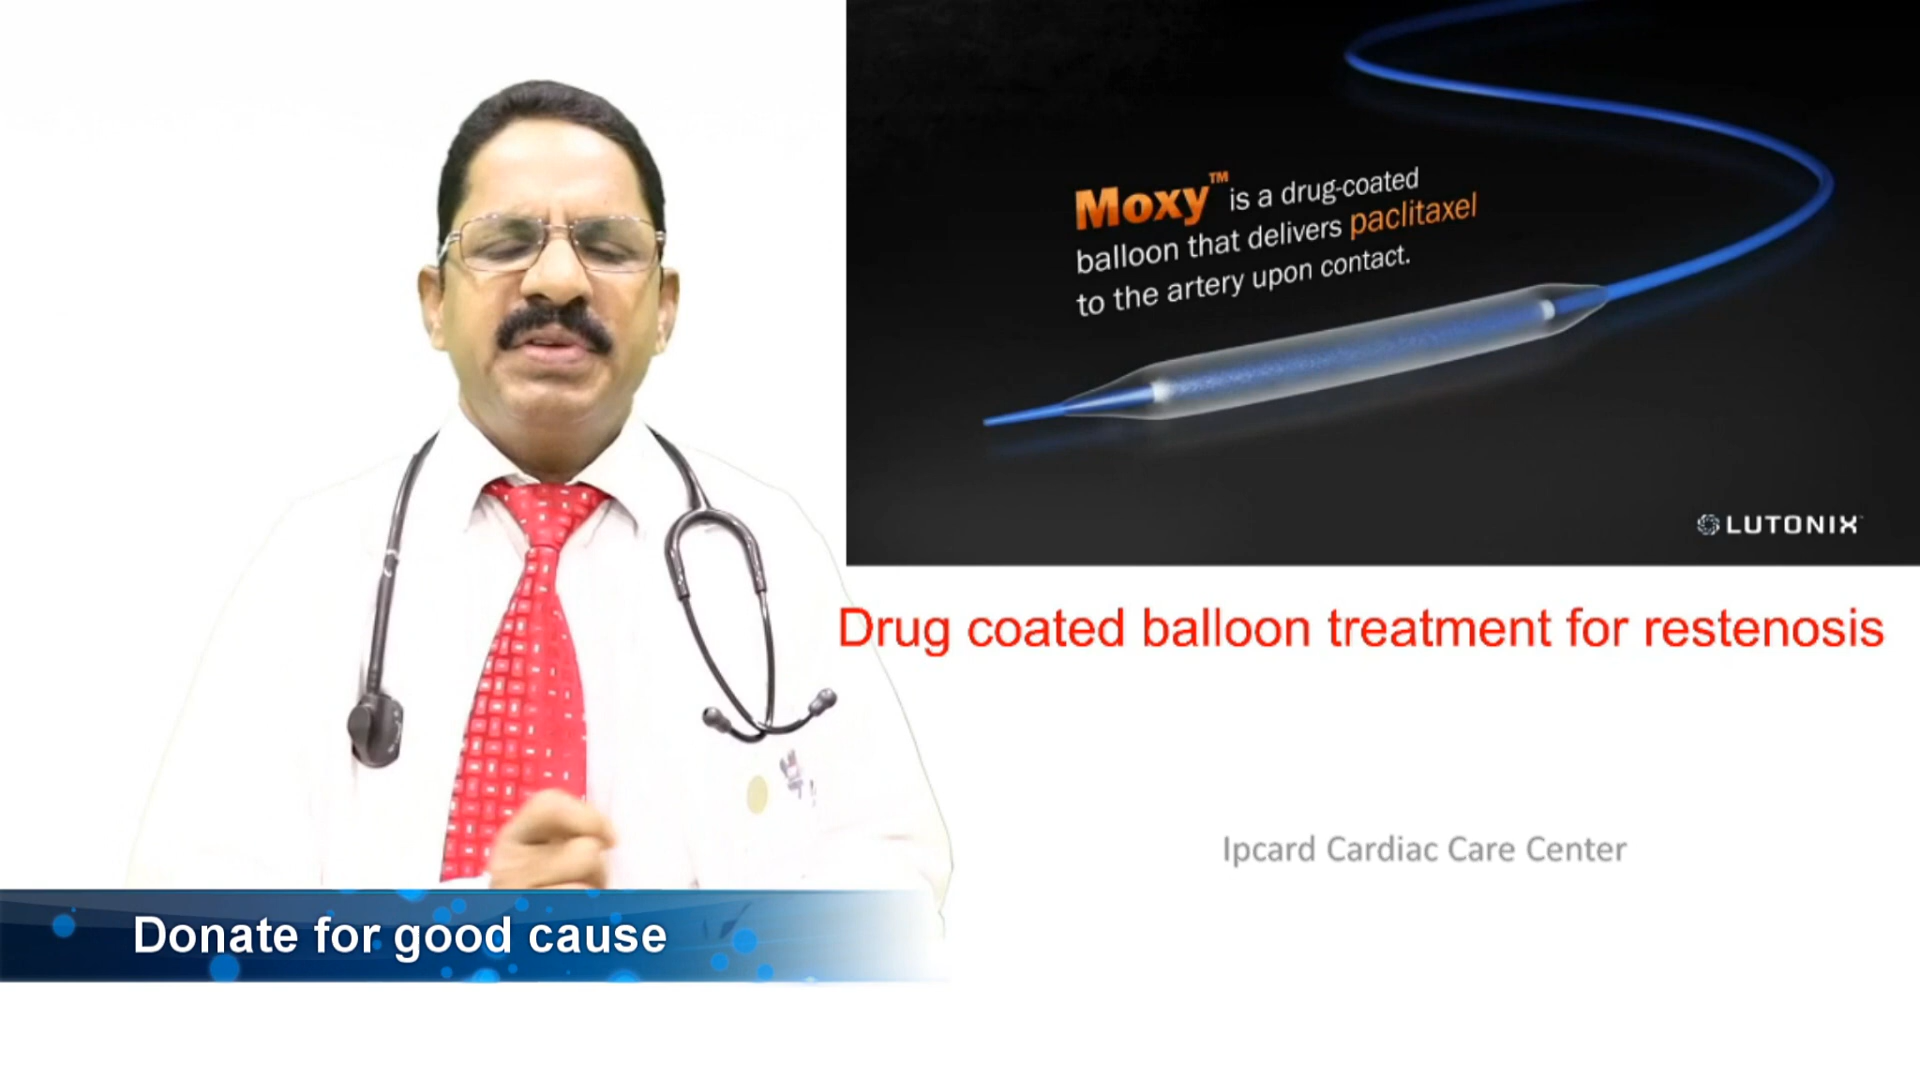 Moxy™ is a drug-coated
balloon that delivers paclitaxel
to the artery upon contact.
LUTONIX
Drug coated balloon treatment for restenosis
Ipcard Cardiac Care Center
Donate for good cause